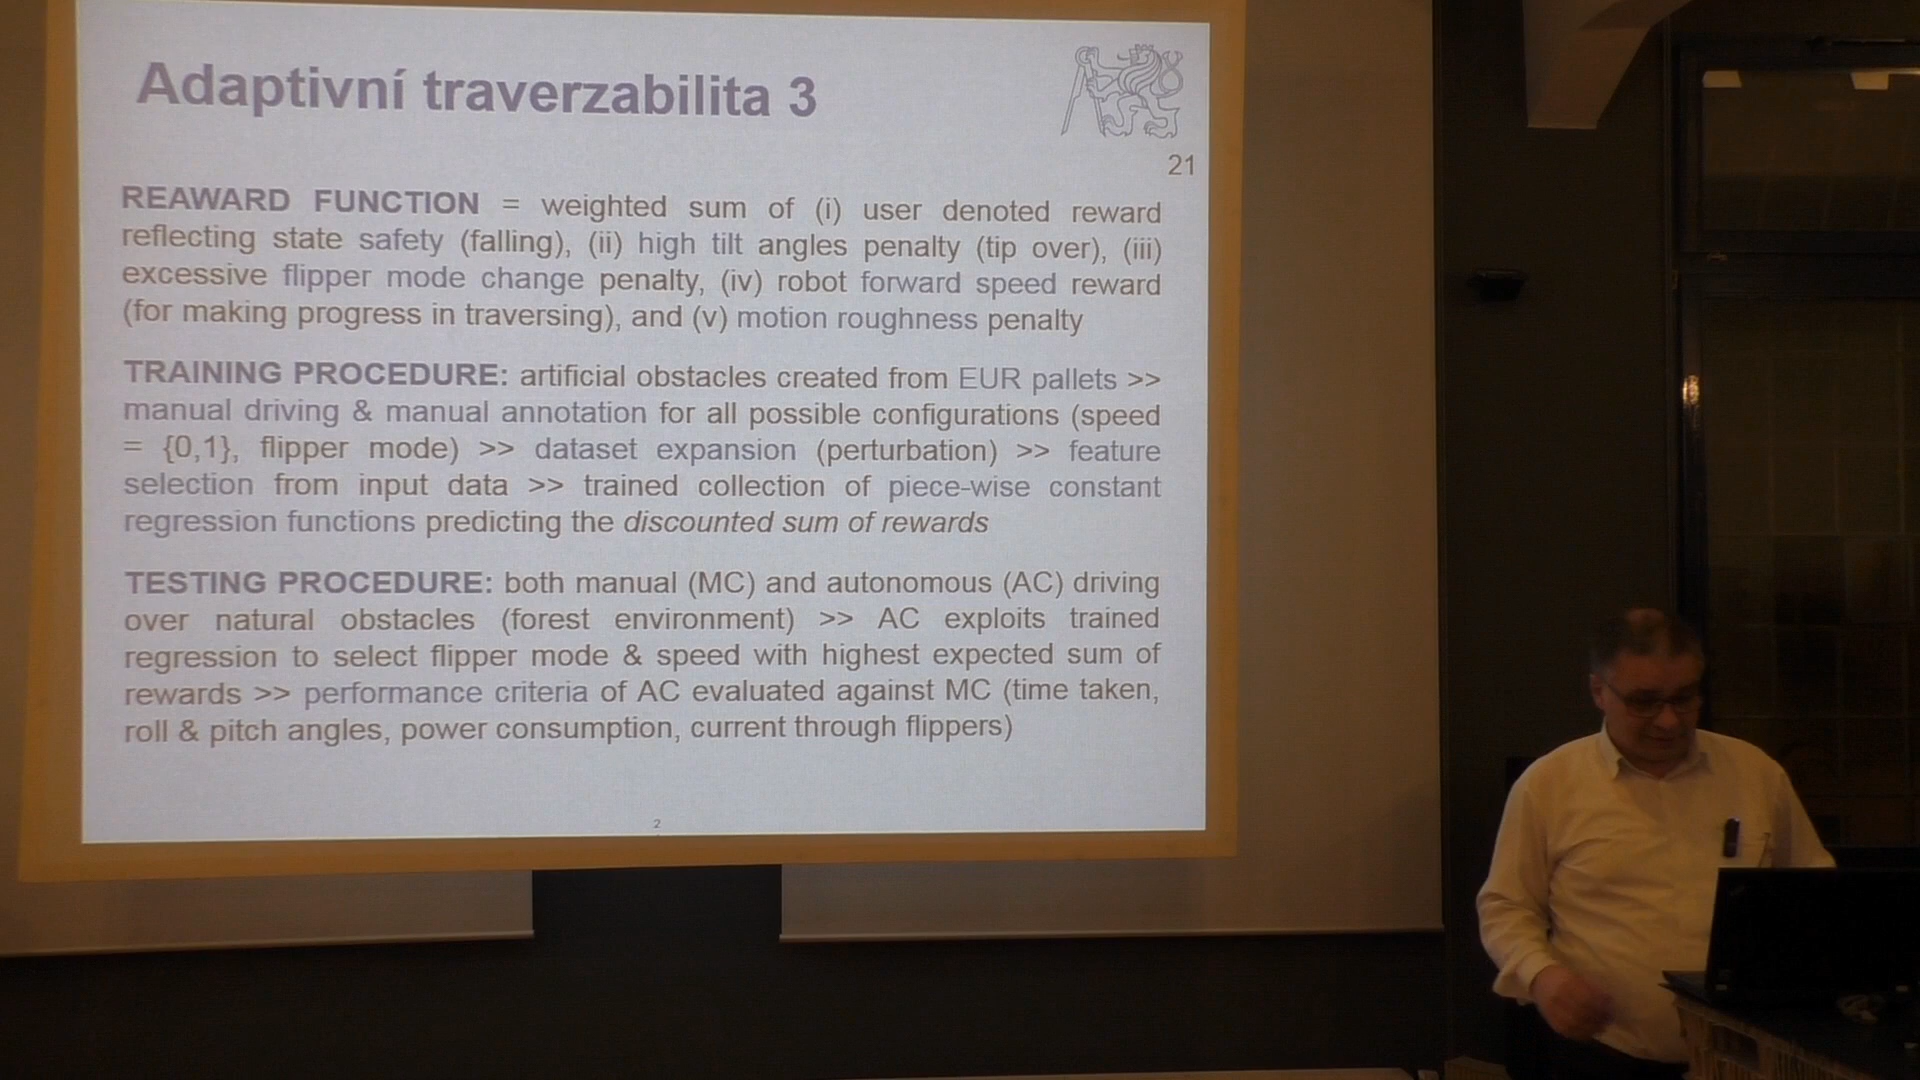 Adaptivní traverzabilita 3
21
REAWARD FUNCTION = weighted sum of (i) user denoted reward
reflecting state safety (falling), (ii) high tilt angles penalty (tip over), (iii)
excessive flipper mode change penalty, (iv) robot forward speed reward
(for making progress in traversing), and (v) motion roughness penalty
TRAINING PROCEDURE: artificial obstacles created from EUR pallets >>
manual driving & manual annotation for all possible configurations (speed
= {0,1}, flipper mode) >> dataset expansion (perturbation) >> feature
selection from input data >> trained collection of piece-wise constant
regression functions predicting the discounted sum of rewards
TESTING PROCEDURE: both manual (MC) and autonomous (AC) driving
over natural obstacles (forest environment) >> AC exploits trained
regression to select flipper mode & speed with highest expected sum of
rewards >> performance criteria of AC evaluated against MC (time taken,
roll & pitch angles, power consumption, current through flippers)
2